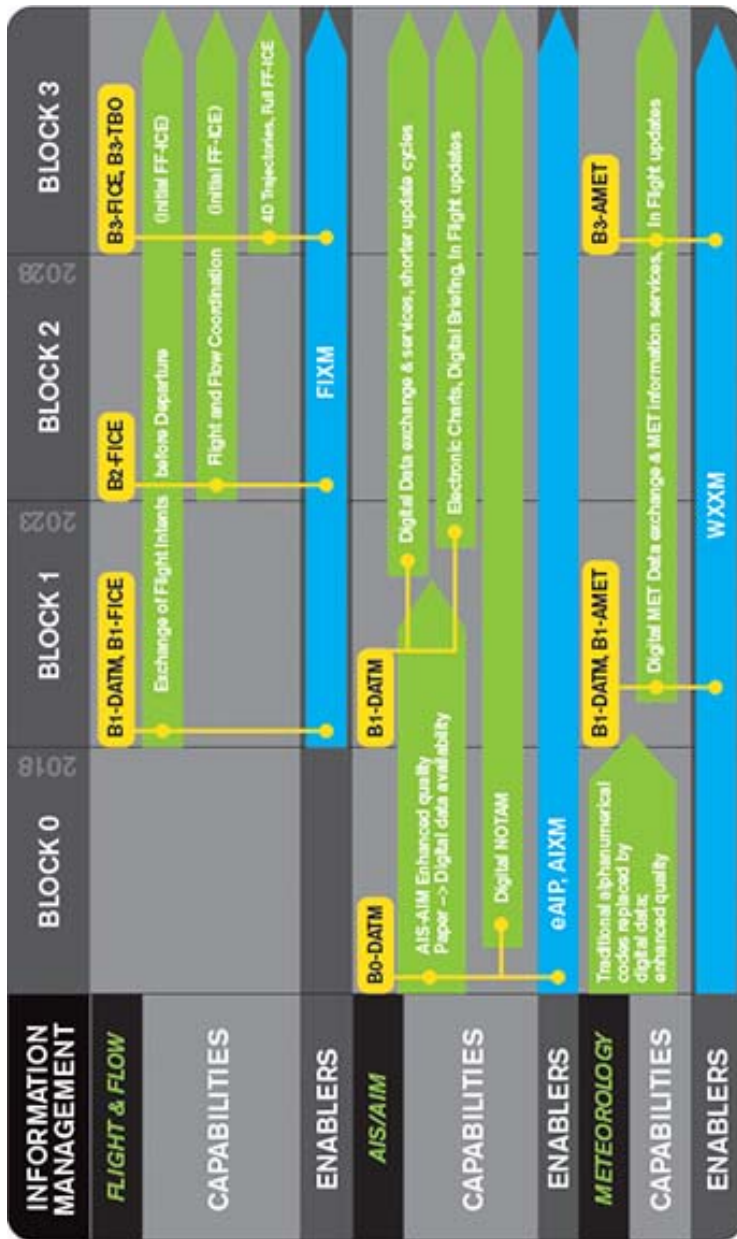 INFORMATION
MANAGEMENT
BLOCK 0
2018
BLOCK 1
2023
BLOCK 2
2028
BLOCK 3
FLIGHT & FLOW
B1-DATM, B1-FICE
B2-FICE
B3-FICE, B3-TBO
CAPABILITIES
Exchange of Flight Intents before Departure (Initial FF-ICE)
Flight and Flow Coordination (Initial FF-ICE)
4D Trajectories, Full FF-ICE
ENABLERS
FIXM
AIS/AIM
B0-DATM
B1-DATM
CAPABILITIES
AIS-AIM Enhanced quality
Paper --> Digital data availability
Digital Data exchange & services, shorter update cycles
Electronic Charts, Digital Briefing, In Flight updates
Digital NOTAM
ENABLERS
eAIP, AIXM
METEOROLOGY
B1-DATM, B1-AMET
B3-AMET
CAPABILITIES
Traditional alphanumerical
codes replaced by
digital data;
enhanced quality
Digital MET Data exchange & MET information services, In Flight updates
ENABLERS
WXXM